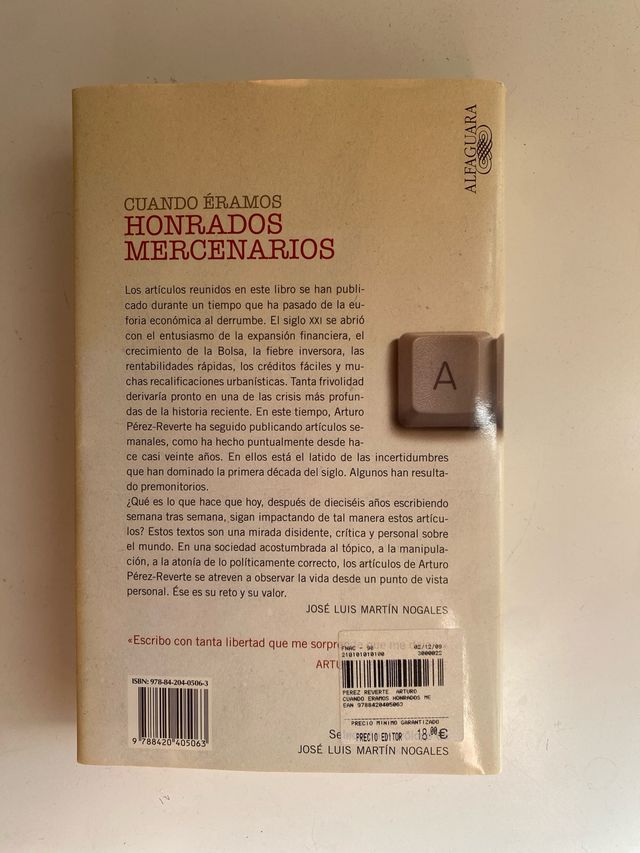 ALFAGUARA
CUANDO ÉRAMOS
HONRADOS
MERCENARIOS
Los artículos reunidos en este libro se han publi-
cado durante un tiempo que ha pasado de la eu-
foria económica al derrumbe. El siglo XXI se abrió
con el entusiasmo de la expansión financiera, el
crecimiento de la Bolsa, la fiebre inversora, las
rentabilidades rápidas, los créditos fáciles y mu-
chas recalificaciones urbanísticas. Tanta frivolidad
derivaría pronto en una de las crisis más profun-
das de la historia reciente. En este tiempo, Arturo
Pérez-Reverte ha seguido publicando artículos se-
manales, como ha hecho puntualmente desde ha-
ce casi veinte años. En ellos está el latido de las incertidumbres
que han dominado la primera década del siglo. Algunos han resulta-
do premonitorios.
¿Qué es lo que hace que hoy, después de dieciséis años escribiendo
semana tras semana, sigan impactando de tal manera estos artícu-
los? Estos textos son una mirada disidente, crítica y personal sobre
el mundo. En una sociedad acostumbrada al tópico, a la manipula-
ción, a la atonía de lo políticamente correcto, los artículos de Arturo
Pérez-Reverte se atreven a observar la vida desde un punto de vista
personal. Ése es su reto y su valor.
JOSÉ LUIS MARTÍN NOGALES
A
«Escribo con tanta libertad que me
ISBN: 978-84-204-0506-3
9 788420 405063
FNAC - 90 02/12/09
210101010100 3000022
PEREZ REVERTE ARTURO
CUANDO ERAMOS HONRADOS ME
EAN 9788420405063
PRECIO MINIMO GARANTIZADO
PRECIO EDITOR 18,00 €
JOSÉ LUIS MARTÍN NOGALES